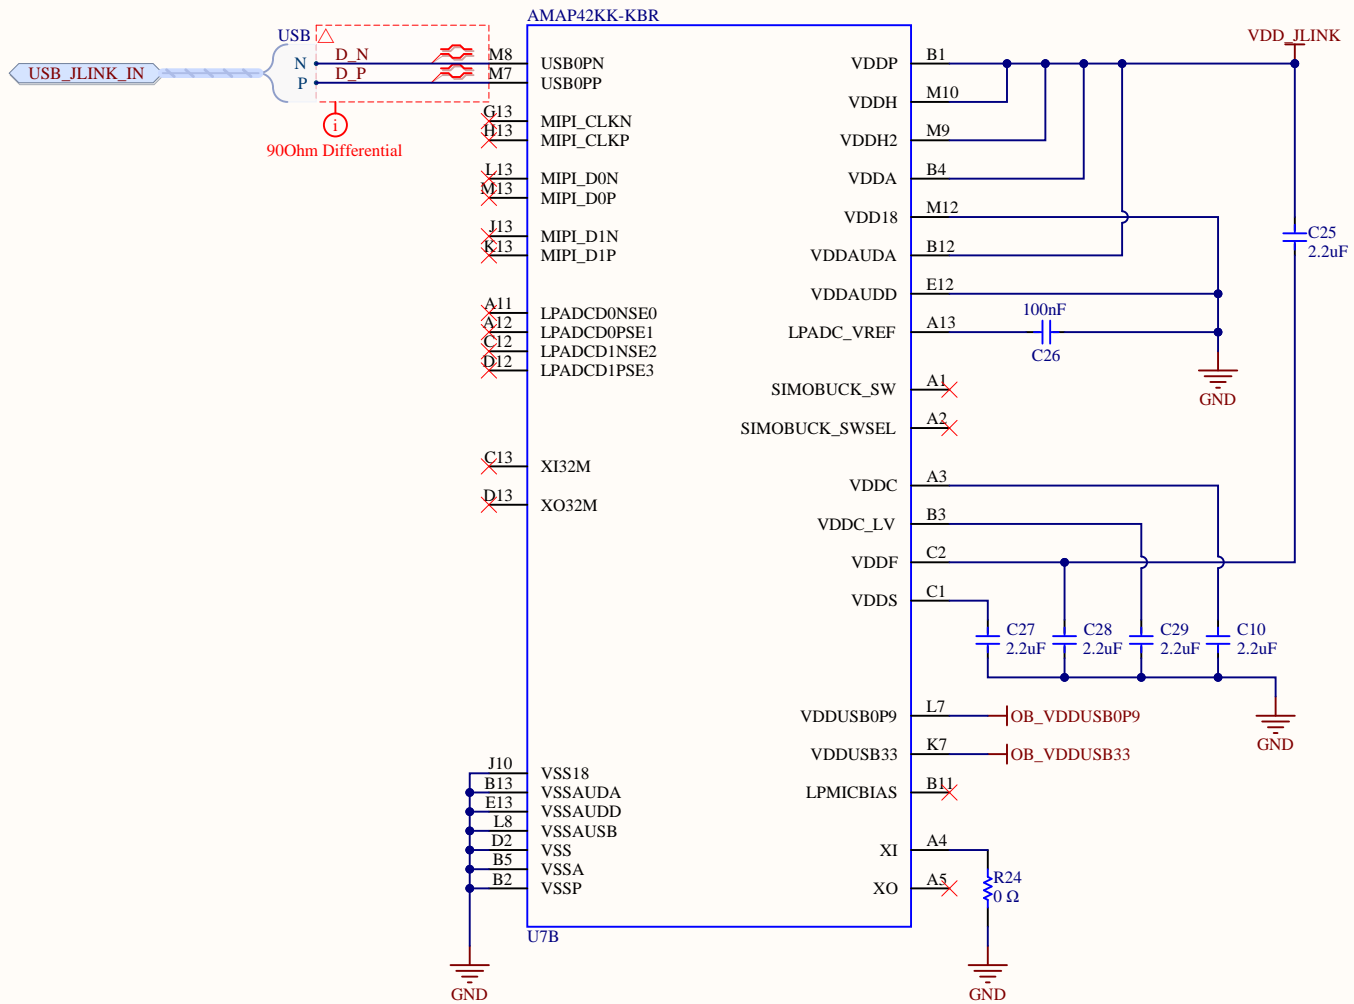 AMAP42KK-KBR
USB
D_N
N
M8
USB0PN
USB_JLINK_IN
D_P
P
M7
USB0PP
90Ohm Differential
i
G13
MIPI_CLKN
H13
MIPI_CLKP
L13
MIPI_D0N
M13
MIPI_D0P
J13
MIPI_D1N
K13
MIPI_D1P
A11
LPADCD0NSE0
A12
LPADCD0PSE1
C12
LPADCD1NSE2
D12
LPADCD1PSE3
C13
XI32M
D13
XO32M
J10
VSS18
B13
VSSAUDA
E13
VSSAUDD
L8
VSSAUSB
D2
VSS
B5
VSSA
B2
VSSP
GND
U7B
VDD_JLINK
VDDP
B1
VDDH
M10
VDDH2
M9
VDDA
B4
VDD18
M12
VDDAUDA
B12
VDDAUDD
E12
LPADC_VREF
A13
100nF
C26
GND
C25
2.2uF
SIMOBUCK_SW
A1
SIMOBUCK_SWSEL
A2
VDDC
A3
VDDC_LV
B3
VDDF
C2
VDDS
C1
C27
2.2uF
C28
2.2uF
C29
2.2uF
C10
2.2uF
GND
VDDUSB0P9
L7
OB_VDDUSB0P9
VDDUSB33
K7
OB_VDDUSB33
LPMICBIAS
B11
XI
A4
XO
A5
R24
0 Ω
GND